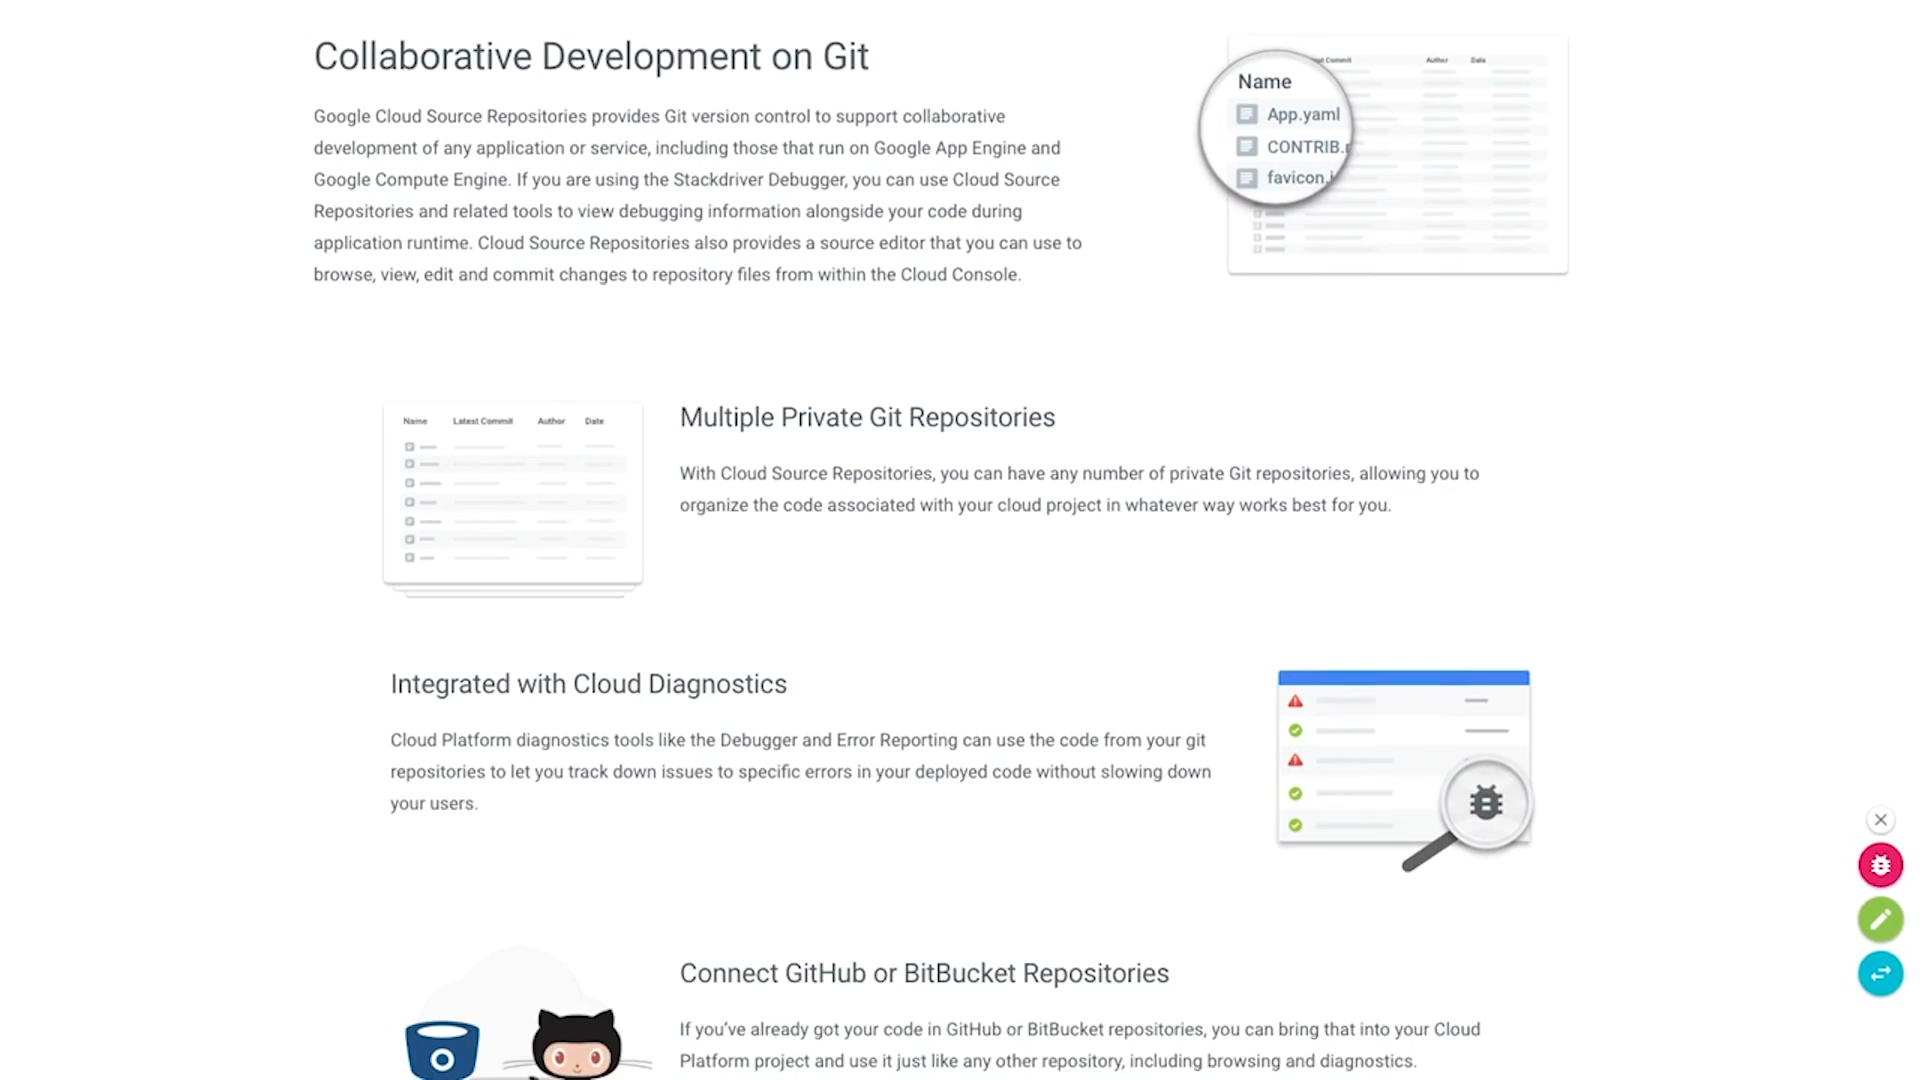 Collaborative Development on Git
Google Cloud Source Repositories provides Git version control to support collaborative
development of any application or service, including those that run on Google App Engine and
Google Compute Engine. If you are using the Stackdriver Debugger, you can use Cloud Source
Repositories and related tools to view debugging information alongside your code during
application runtime. Cloud Source Repositories also provides a source editor that you can use to
browse, view, edit and commit changes to repository files from within the Cloud Console.
Commit Author Date
Name
App.yaml
CONTRIB.
favicon.
Name Latest Commit Author Date
Multiple Private Git Repositories
With Cloud Source Repositories, you can have any number of private Git repositories, allowing you to
organize the code associated with your cloud project in whatever way works best for you.
Integrated with Cloud Diagnostics
Cloud Platform diagnostics tools like the Debugger and Error Reporting can use the code from your git
repositories to let you track down issues to specific errors in your deployed code without slowing down
your users.
Connect GitHub or BitBucket Repositories
If you’ve already got your code in GitHub or BitBucket repositories, you can bring that into your Cloud
Platform project and use it just like any other repository, including browsing and diagnostics.